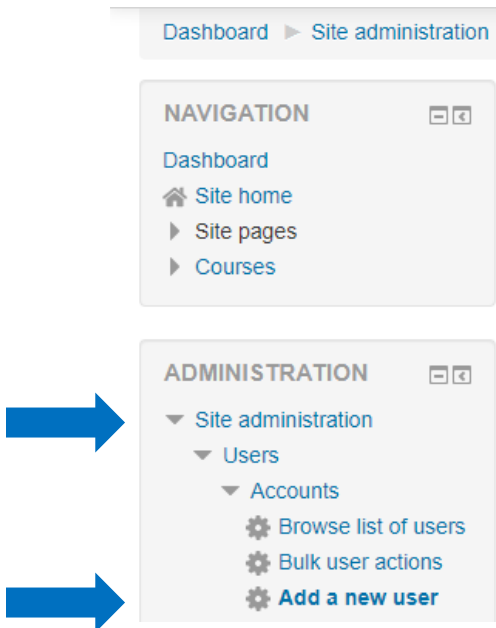 Dashboard Site administration
NAVIGATION
Dashboard
Site home
Site pages
Courses
ADMINISTRATION
Site administration
Users
Accounts
Browse list of users
Bulk user actions
Add a new user